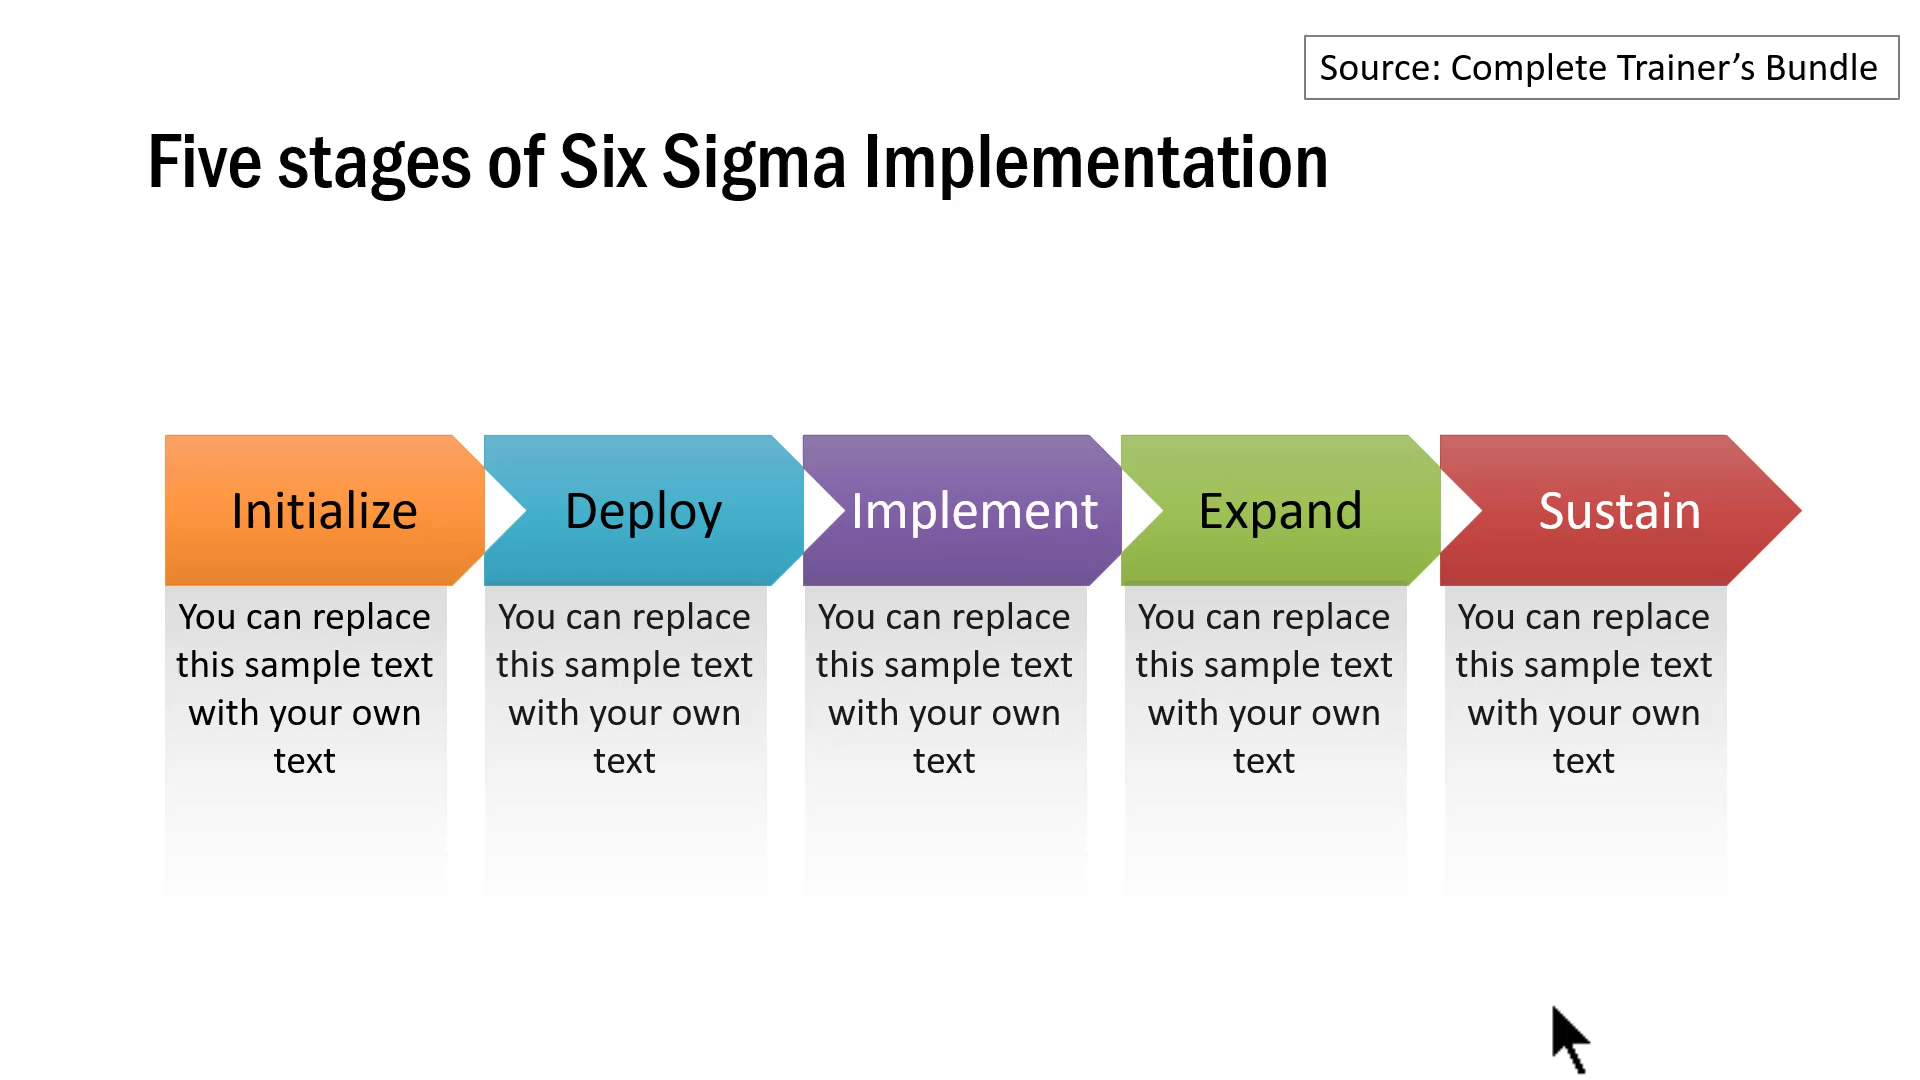 Source: Complete Trainer’s Bundle
Five stages of Six Sigma Implementation
Initialize
Deploy
Implement
Expand
Sustain
You can replace
this sample text
with your own
text
You can replace
this sample text
with your own
text
You can replace
this sample text
with your own
text
You can replace
this sample text
with your own
text
You can replace
this sample text
with your own
text